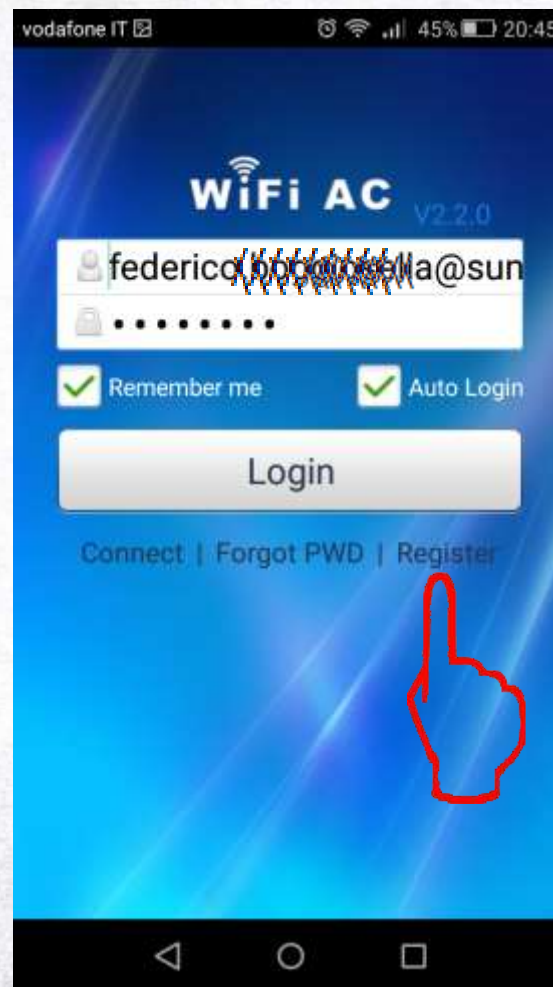 vodafone IT 45% 20:45
WiFi AC V2.2.0
federico a@sun
Remember me Auto Login
Login
Connect | Forgot PWD | Register